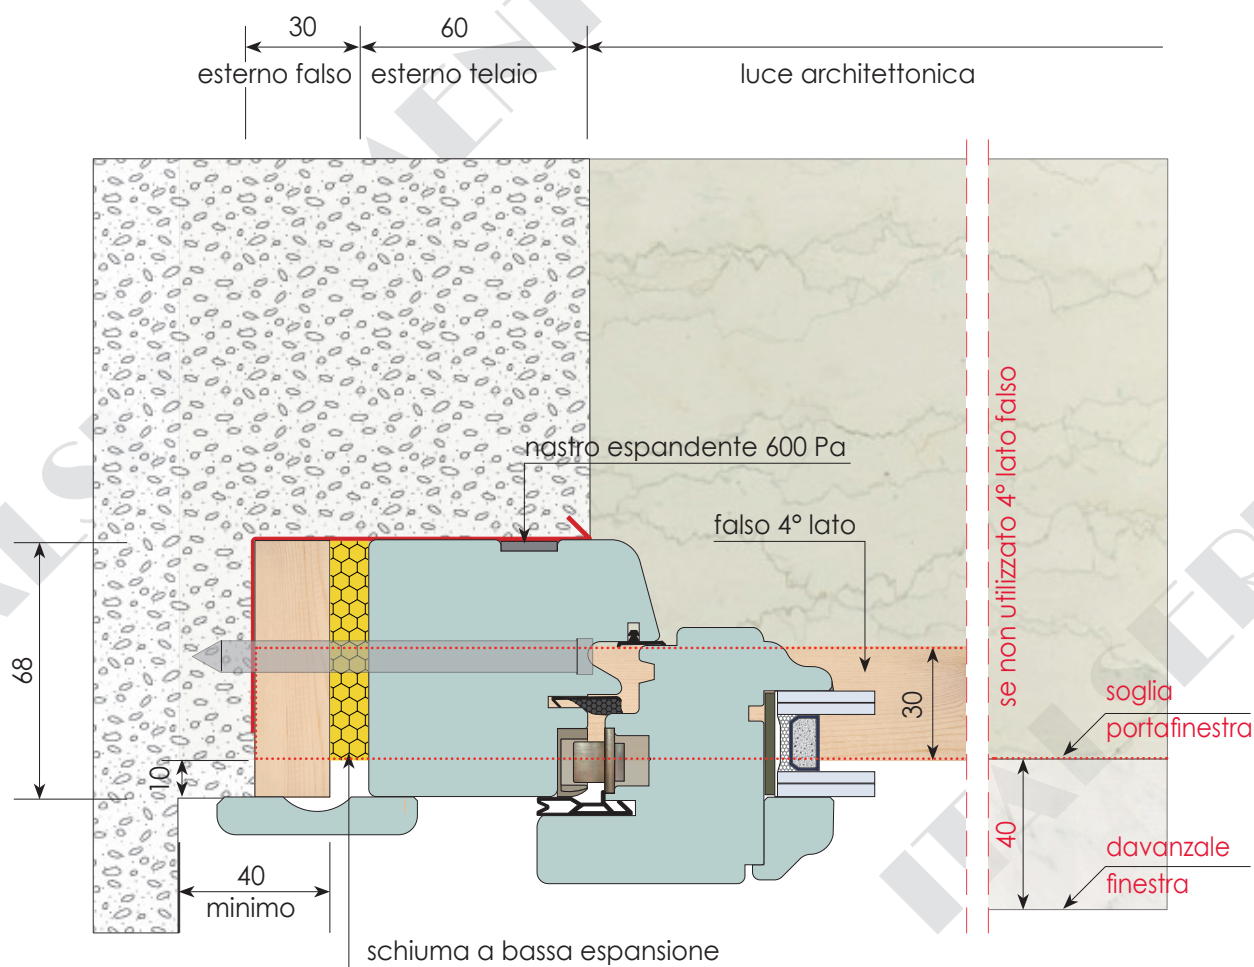 30
60
esterno falso
esterno telaio
luce architettonica
nastro espandente 600 Pa
falso 4° lato
se non utilizzato 4° lato falso
68
30
soglia
portafinestra
10
40
minimo
40
davanzale
finestra
schiuma a bassa espansione